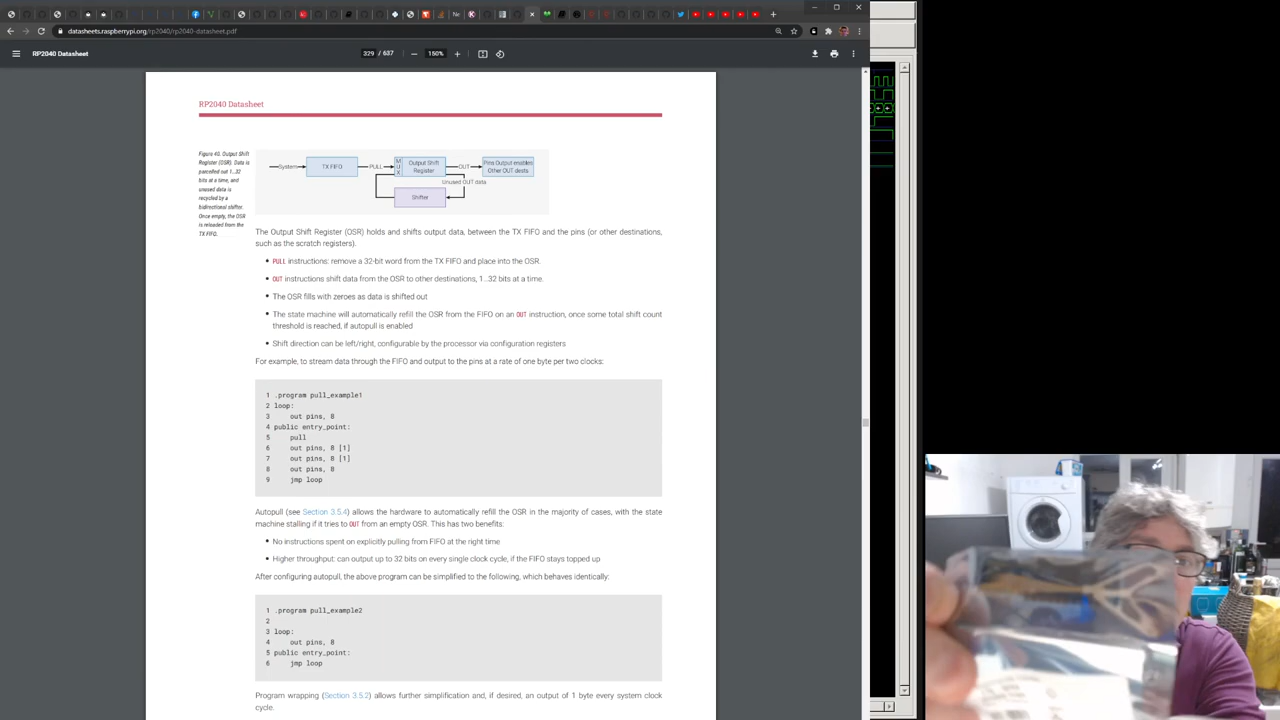 datasheets.raspberrypi.org/rp2040/rp2040-datasheet.pdf
RP2040 Datasheet
329 / 637
150%
RP2040 Datasheet
Figure 40. Output Shift
Register (OSR). Data is
parcelled out 1...32
bits at a time, and
unused data is
recycled by a
bidirectional shifter.
Once empty, the OSR
is reloaded from the
TX FIFO.
System
TX FIFO
PULL
M
U
X
Output Shift
Register
OUT
Pins Output enables
Other OUT dests
Unused OUT data
Shifter
The Output Shift Register (OSR) holds and shifts output data, between the TX FIFO and the pins (or other destinations,
such as the scratch registers).
• PULL instructions: remove a 32-bit word from the TX FIFO and place into the OSR.
• OUT instructions shift data from the OSR to other destinations, 1...32 bits at a time.
• The OSR fills with zeroes as data is shifted out
• The state machine will automatically refill the OSR from the FIFO on an OUT instruction, once some total shift count
threshold is reached, if autopull is enabled
• Shift direction can be left/right, configurable by the processor via configuration registers
For example, to stream data through the FIFO and output to the pins at a rate of one byte per two clocks:
1 .program pull_example1
2 loop:
3 out pins, 8
4 public entry_point:
5 pull
6 out pins, 8 [1]
7 out pins, 8 [1]
8 out pins, 8
9 jmp loop
Autopull (see Section 3.5.4) allows the hardware to automatically refill the OSR in the majority of cases, with the state
machine stalling if it tries to OUT from an empty OSR. This has two benefits:
• No instructions spent on explicitly pulling from FIFO at the right time
• Higher throughput: can output up to 32 bits on every single clock cycle, if the FIFO stays topped up
After configuring autopull, the above program can be simplified to the following, which behaves identically:
1 .program pull_example2
2
3 loop:
4 out pins, 8
5 public entry_point:
6 jmp loop
Program wrapping (Section 3.5.2) allows further simplification and, if desired, an output of 1 byte every system clock
cycle.